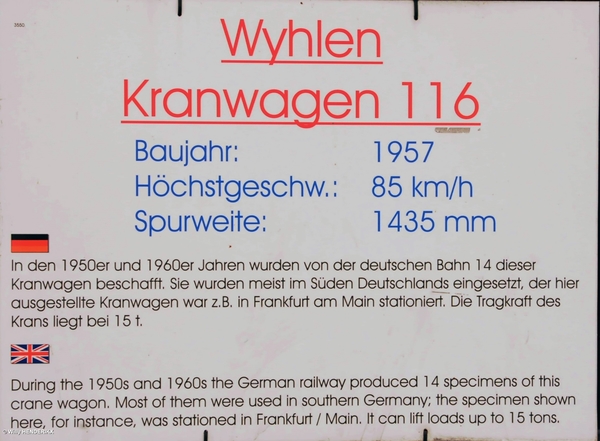 Wyhlen
Kranwagen 116
Baujahr: 1957
Höchstgeschw.: 85 km/h
Spurweite: 1435 mm
In den 1950er und 1960er Jahren wurden von der deutschen Bahn 14 dieser
Kranwagen beschafft. Sie wurden meist im Süden Deutschlands eingesetzt, der hier
ausgestellte Kranwagen war z.B. in Frankfurt am Main stationiert. Die Tragkraft des
Krans liegt bei 15 t.
During the 1950s and 1960s the German railway produced 14 specimens of this
crane wagon. Most of them were used in southern Germany; the specimen shown
here, for instance, was stationed in Frankfurt / Main. It can lift loads up to 15 tons.